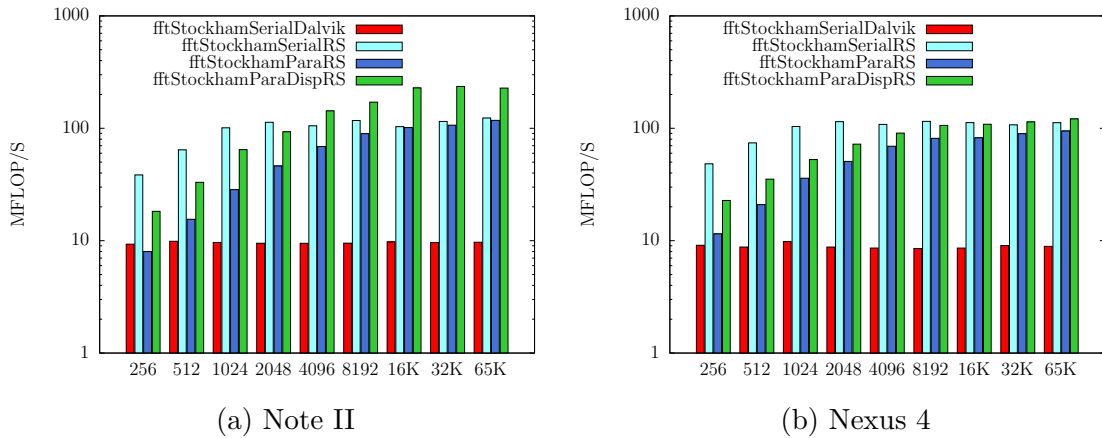 1000
100
10
1
MFLOP/S
fftStockhamSerialDalvik
fftStockhamSerialRS
fftStockhamParaRS
fftStockhamParaDispRS
256 512 1024 2048 4096 8192 16K 32K 65K
(a) Note II
1000
100
10
1
MFLOP/S
fftStockhamSerialDalvik
fftStockhamSerialRS
fftStockhamParaRS
fftStockhamParaDispRS
256 512 1024 2048 4096 8192 16K 32K 65K
(b) Nexus 4